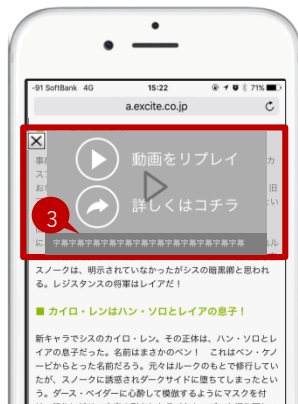 -91 SoftBank 4G 15:22 71%
a.excite.co.jp
動画をリプレイ
詳しくはコチラ
3
字幕字幕字幕字幕字幕字幕字幕字幕字幕字幕字幕字幕字幕
スノークは、明示されていなかったがシスの暗黒卿と思われ
る。レジスタンスの将軍はレイアだ！
■ カイロ・レンはハン・ソロとレイアの息子！
新キャラでシスのカイロ・レン。その正体は、ハン・ソロとレ
イアの息子だった。名前はまさかのベン！ これはベン・ケノ
ービからとった名前だろう。元々はルークのもとで修行してい
たが、スノークに誘惑されダークサイドに堕ちてしまったとい
う。ダース・ベイダーに心酔して模倣するようにマスクを付